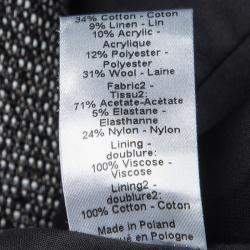 34% Cotton - Coton
9% Linen - Lin
10% Acrylic -
Acrylique
12% Polyester -
Polyester
31% Wool - Laine
Fabric2 -
Tissu2:
71% Acetate-Acétate
5% Elastane -
Elasthanne
24% Nylon - Nylon
Lining -
doublure:
100% Viscose -
Viscose
Lining2 -
doublure2:
100% Cotton - Coton
Made in Poland
qué en Pologne